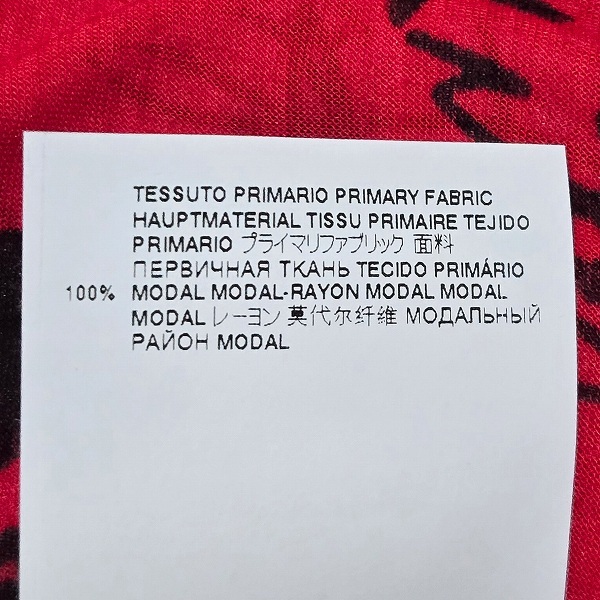 TESSUTO PRIMARIO PRIMARY FABRIC
HAUPTMATERIAL TISSU PRIMAIRE TEJIDO
PRIMARIO プライマリファブリック 面料
ПЕРВИЧНАЯ ТКАНЬ TECIDO PRIMÁRIO
100% MODAL MODAL-RAYON MODAL MODAL
MODAL レーヨン 莫代尔纤维 МОДАЛЬНЫЙ
РАЙОН MODAL